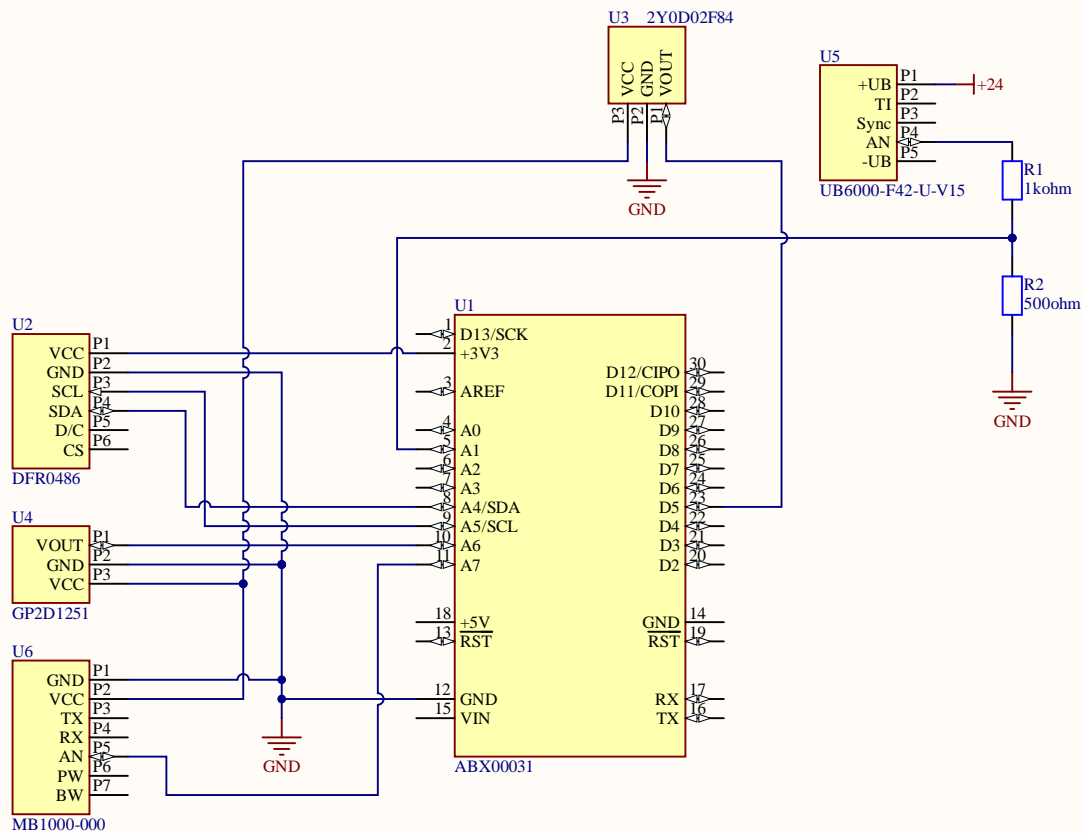 U3 2Y0D02F84
VCC
GND
VOUT
P3
P2
P1
GND
U5
+UB P1
TI P2
Sync P3
AN P4
-UB P5
UB6000-F42-U-V15
+24
R1
1kohm
R2
500ohm
GND
U2
VCC P1
GND P2
SCL P3
SDA P4
D/C P5
CS P6
DFR0486
U4
VOUT P1
GND P2
VCC P3
GP2D1251
U6
GND P1
VCC P2
TX P3
RX P4
AN P5
PW P6
BW P7
MB1000-000
GND
U1
1 D13/SCK
2 +3V3
3 AREF
4 A0
5 A1
6 A2
7 A3
8 A4/SDA
9 A5/SCL
10 A6
11 A7
18 +5V
13 RST
12 GND
15 VIN
D12/CIPO 30
D11/COPI 29
D10 28
D9 27
D8 26
D7 25
D6 24
D5 23
D4 22
D3 21
D2 20
GND 14
RST 19
RX 17
TX 16
ABX00031